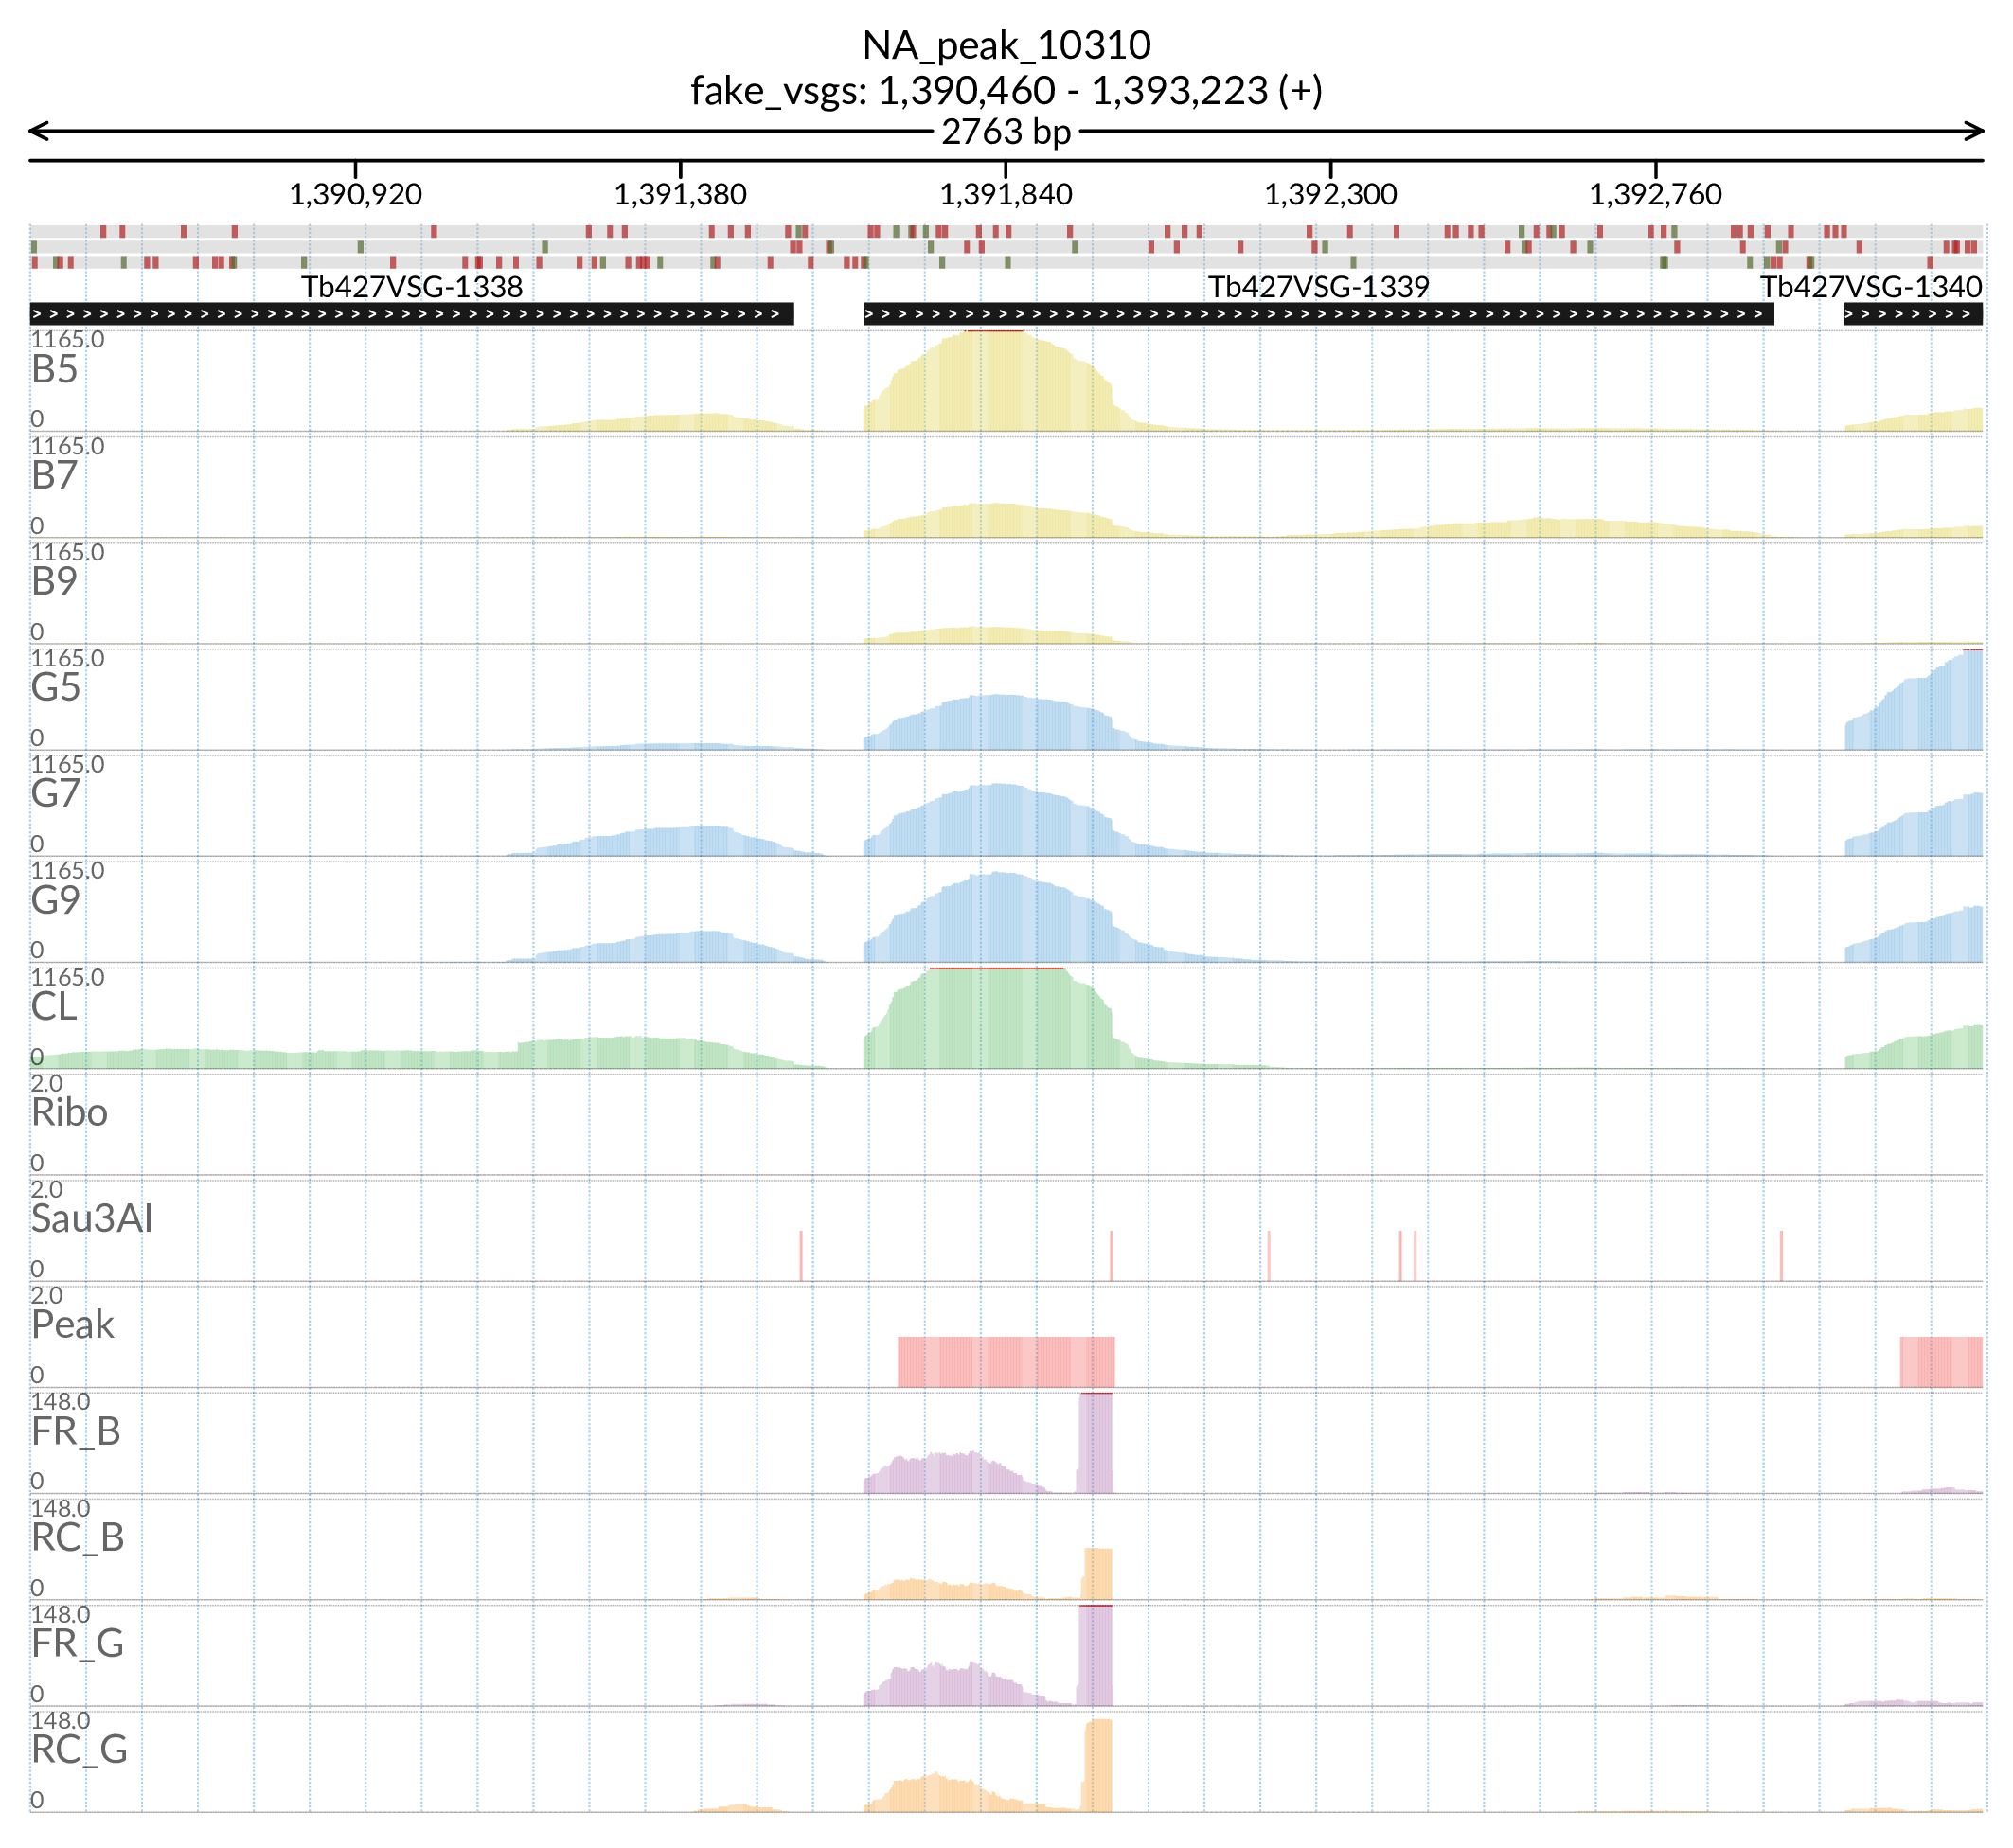 NA_peak_10310
fake_vsgs: 1,390,460 - 1,393,223 (+)
2763 bp
1,390,920 1,391,380 1,391,840 1,392,300 1,392,760
Tb427VSG-1338 Tb427VSG-1339 Tb427VSG-1340
1165.0
B5
0
1165.0
B7
0
1165.0
B9
0
1165.0
G5
0
1165.0
G7
0
1165.0
G9
0
1165.0
CL
0
2.0
Ribo
0
2.0
Sau3AI
0
2.0
Peak
0
148.0
FR_B
0
148.0
RC_B
0
148.0
FR_G
0
148.0
RC_G
0